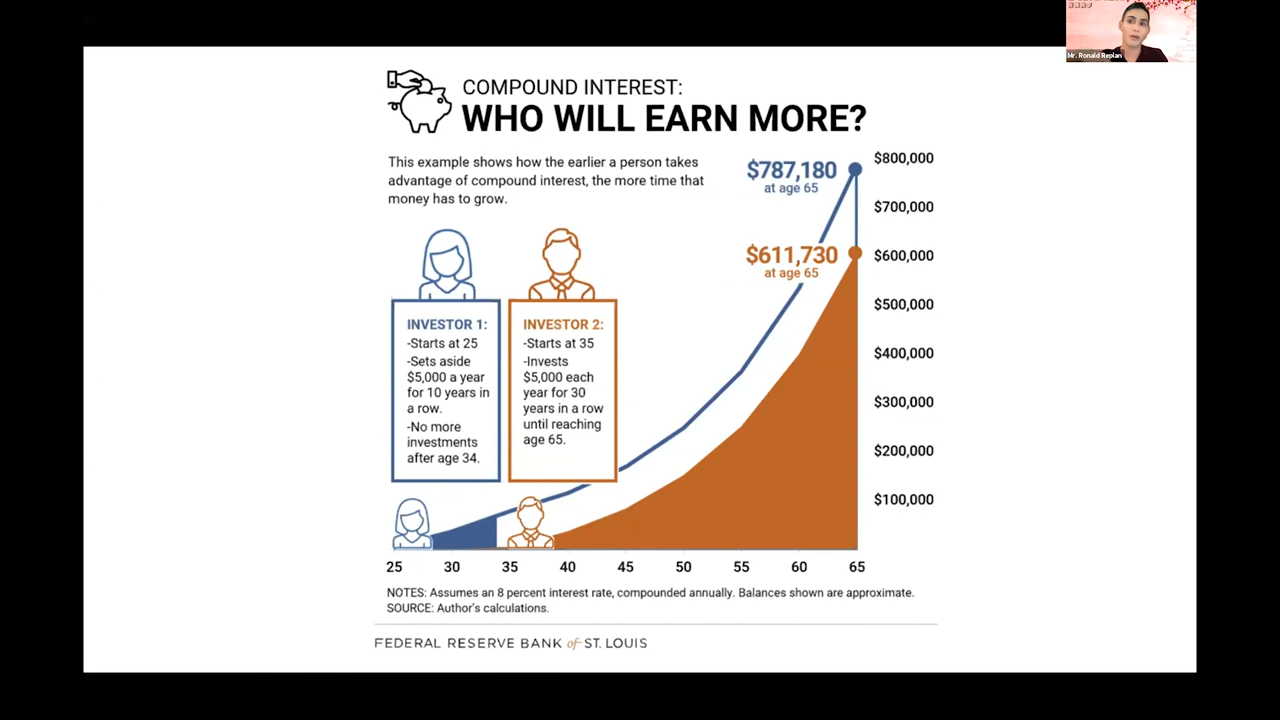 Mr. Ronald Replan
COMPOUND INTEREST:
WHO WILL EARN MORE?
This example shows how the earlier a person takes
advantage of compound interest, the more time that
money has to grow.
$787,180
at age 65
$611,730
at age 65
$800,000
$700,000
$600,000
$500,000
$400,000
$300,000
$200,000
$100,000
INVESTOR 1:
-Starts at 25
-Sets aside
$5,000 a year
for 10 years in
a row.
-No more
investments
after age 34.
INVESTOR 2:
-Starts at 35
-Invests
$5,000 each
year for 30
years in a row
until reaching
age 65.
25 30 35 40 45 50 55 60 65
NOTES: Assumes an 8 percent interest rate, compounded annually. Balances shown are approximate.
SOURCE: Author's calculations.
FEDERAL RESERVE BANK of ST. LOUIS